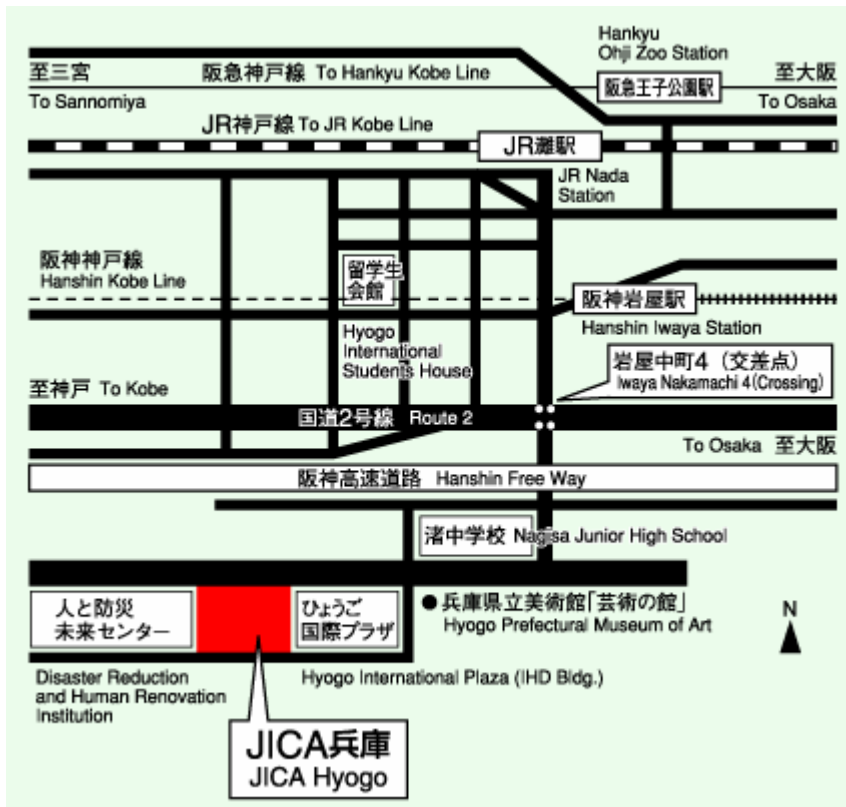 Hankyu
Ohji Zoo Station
至三宮
阪急神戸線 To Hankyu Kobe Line
阪急王子公園駅
至大阪
To Sannomiya
To Osaka
JR神戸線 To JR Kobe Line
JR灘駅
JR Nada
Station
阪神神戸線
Hanshin Kobe Line
留学生
会館
阪神岩屋駅
Hanshin Iwaya Station
Hyogo
International
Students House
岩屋中町4（交差点）
Iwaya Nakamachi 4(Crossing)
至神戸 To Kobe
国道2号線 Route 2
To Osaka 至大阪
阪神高速道路 Hanshin Free Way
渚中学校 Nagisa Junior High School
人と防災
未来センター
ひょうご
国際プラザ
●兵庫県立美術館「芸術の館」
Hyogo Prefectural Museum of Art
N
Disaster Reduction
and Human Renovation
Institution
Hyogo International Plaza (IHD Bldg.)
JICA兵庫
JICA Hyogo